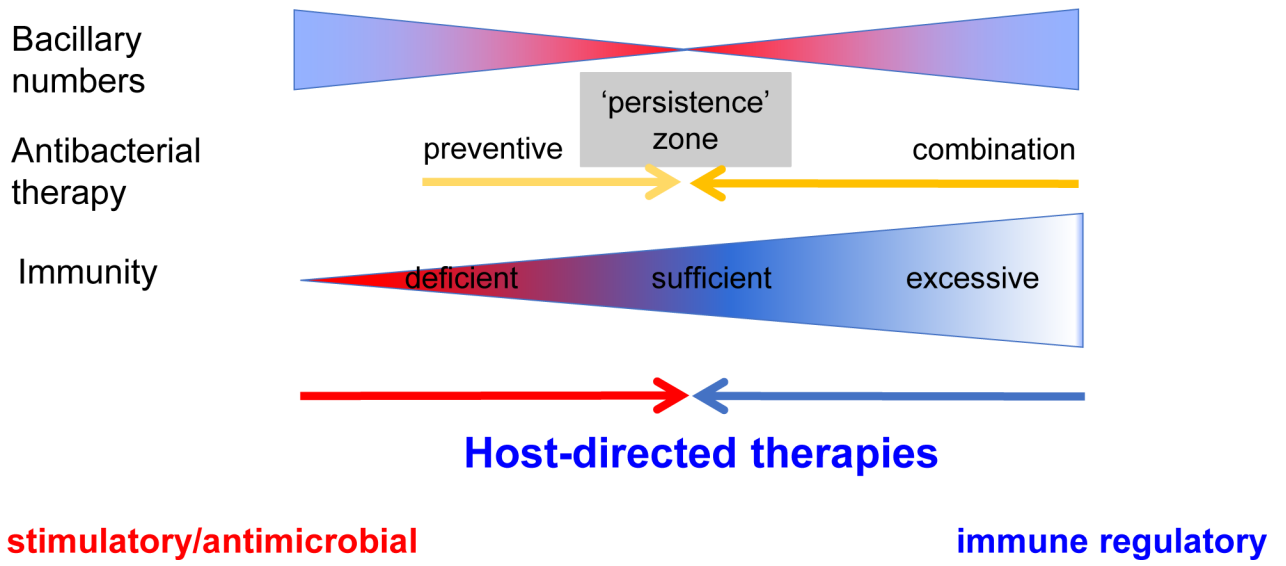 Bacillary
numbers
'persistence'
zone
Antibacterial
therapy
preventive
combination
Immunity
deficient
sufficient
excessive
Host-directed therapies
stimulatory/antimicrobial
immune regulatory